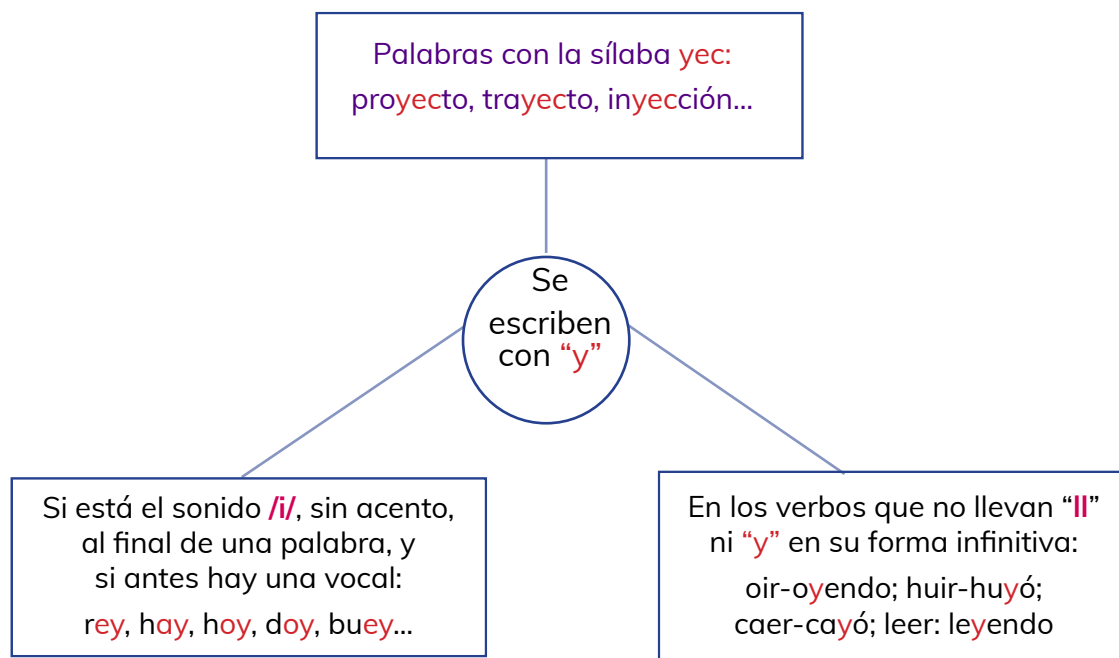 Palabras con la sílaba yec:
proyecto, trayecto, inyección...
Se
escriben
con “y”
Si está el sonido /i/, sin acento,
al final de una palabra, y
si antes hay una vocal:
rey, hay, hoy, doy, buey...
En los verbos que no llevan “ll”
ni “y” en su forma infinitiva:
oir-oyendo; huir-huyó;
caer-cayó; leer: leyendo